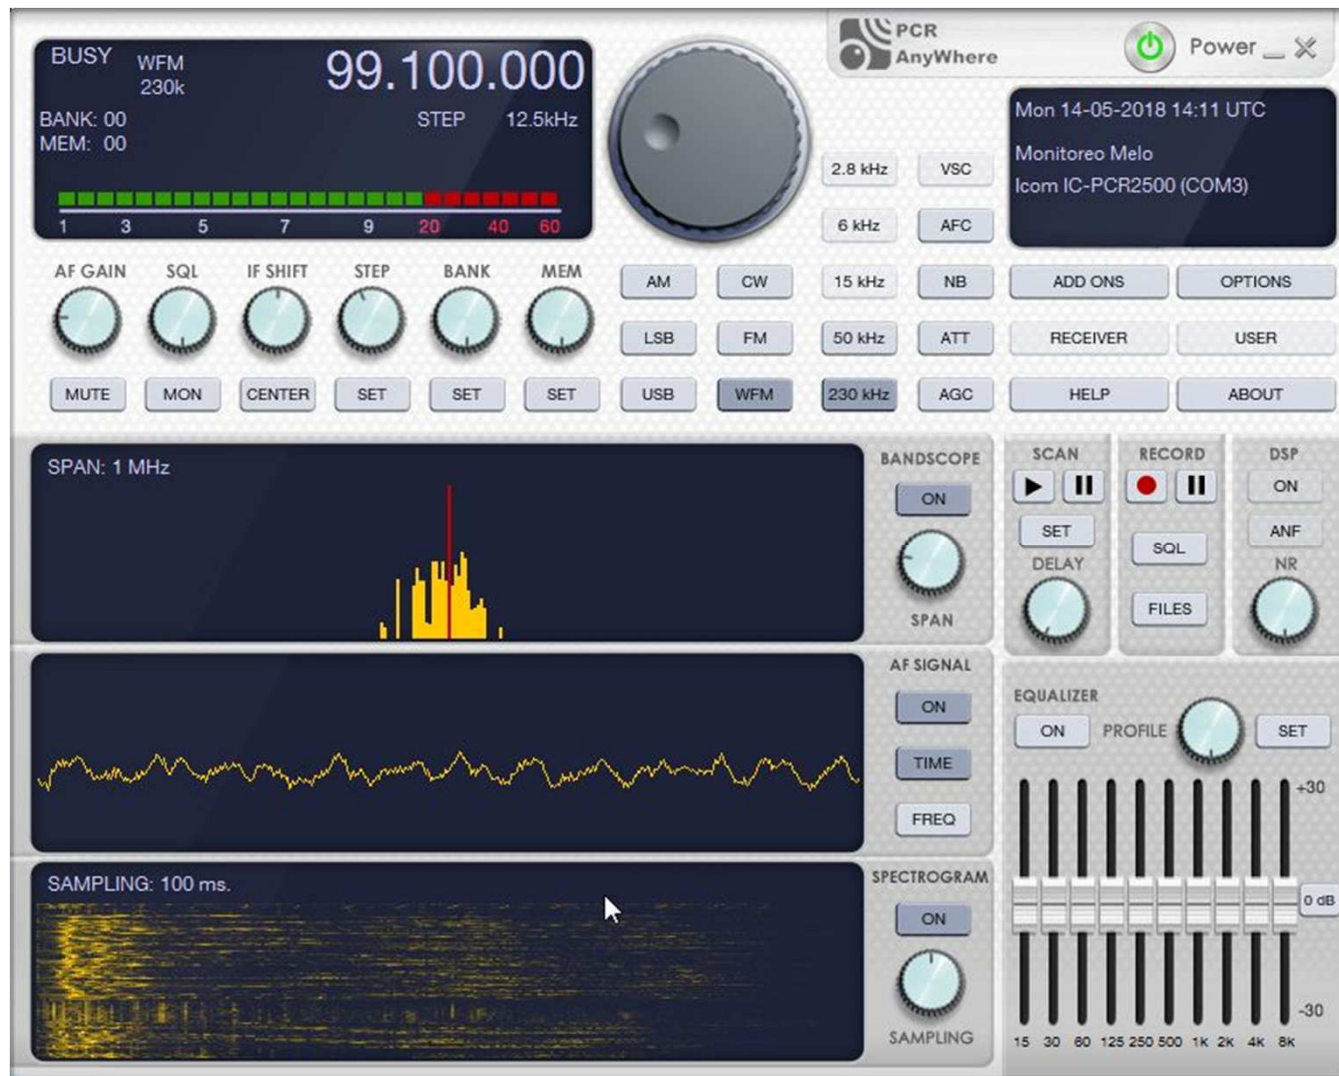 PCR
AnyWhere
Power
BUSY
WFM
230k
99.100.000
BANK: 00
MEM: 00
STEP 12.5kHz
1 3 5 7 9 20 40 60
Mon 14-05-2018 14:11 UTC
Monitoreo Melo
Icom IC-PCR2500 (COM3)
2.8 kHz VSC
6 kHz AFC
AF GAIN SQL IF SHIFT STEP BANK MEM
AM CW 15 kHz NB ADD ONS OPTIONS
LSB FM 50 kHz ATT RECEIVER USER
MUTE MON CENTER SET SET SET USB WFM 230 kHz AGC HELP ABOUT
SPAN: 1 MHz
BANDSCOPE
ON
SPAN
SCAN
SET
DELAY
RECORD
SQL
FILES
DSP
ON
ANF
NR
AF SIGNAL
ON
TIME
FREQ
EQUALIZER
ON PROFILE SET
+30
0 dB
-30
15 30 60 125 250 500 1K 2K 4K 8K
SAMPLING: 100 ms.
SPECTROGRAM
ON
SAMPLING